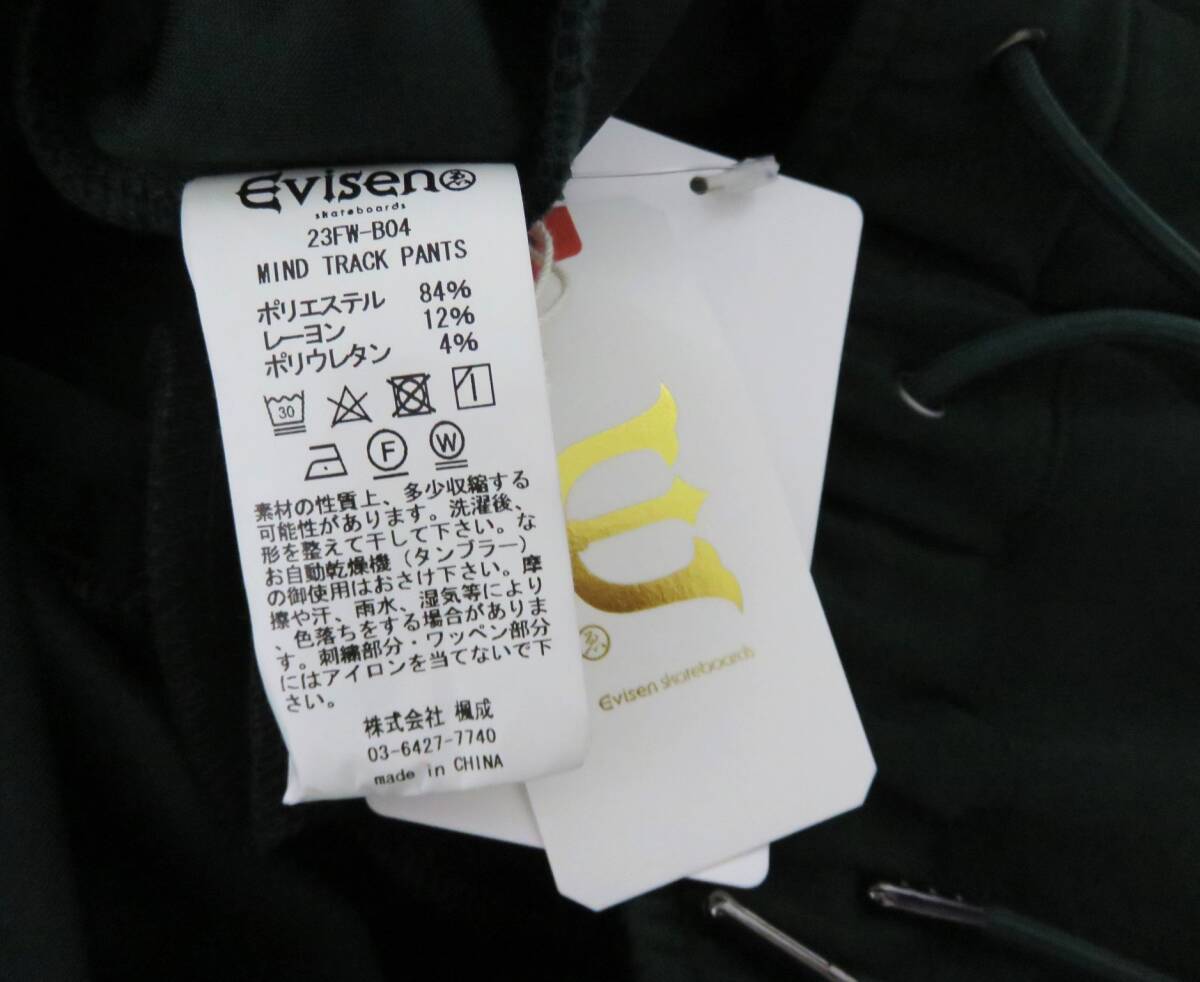 Evisen ゑ
skateboards
23FW-B04
MIND TRACK PANTS
ポリエステル 84%
レーヨン 12%
ポリウレタン 4%
30
F W
素材の性質上、多少収縮する
可能性があります。洗濯後、
形を整えて干して下さい。な
お自動乾燥機(タンブラー)
の御使用はおさけ下さい。摩
擦や汗、雨水、湿気等により
、色落ちをする場合がありま
す。刺繍部分・ワッペン部分
にはアイロンを当てないで下
さい。
株式会社 楓成
03-6427-7740
made in CHINA
E
ゑ
Evisen skateboards